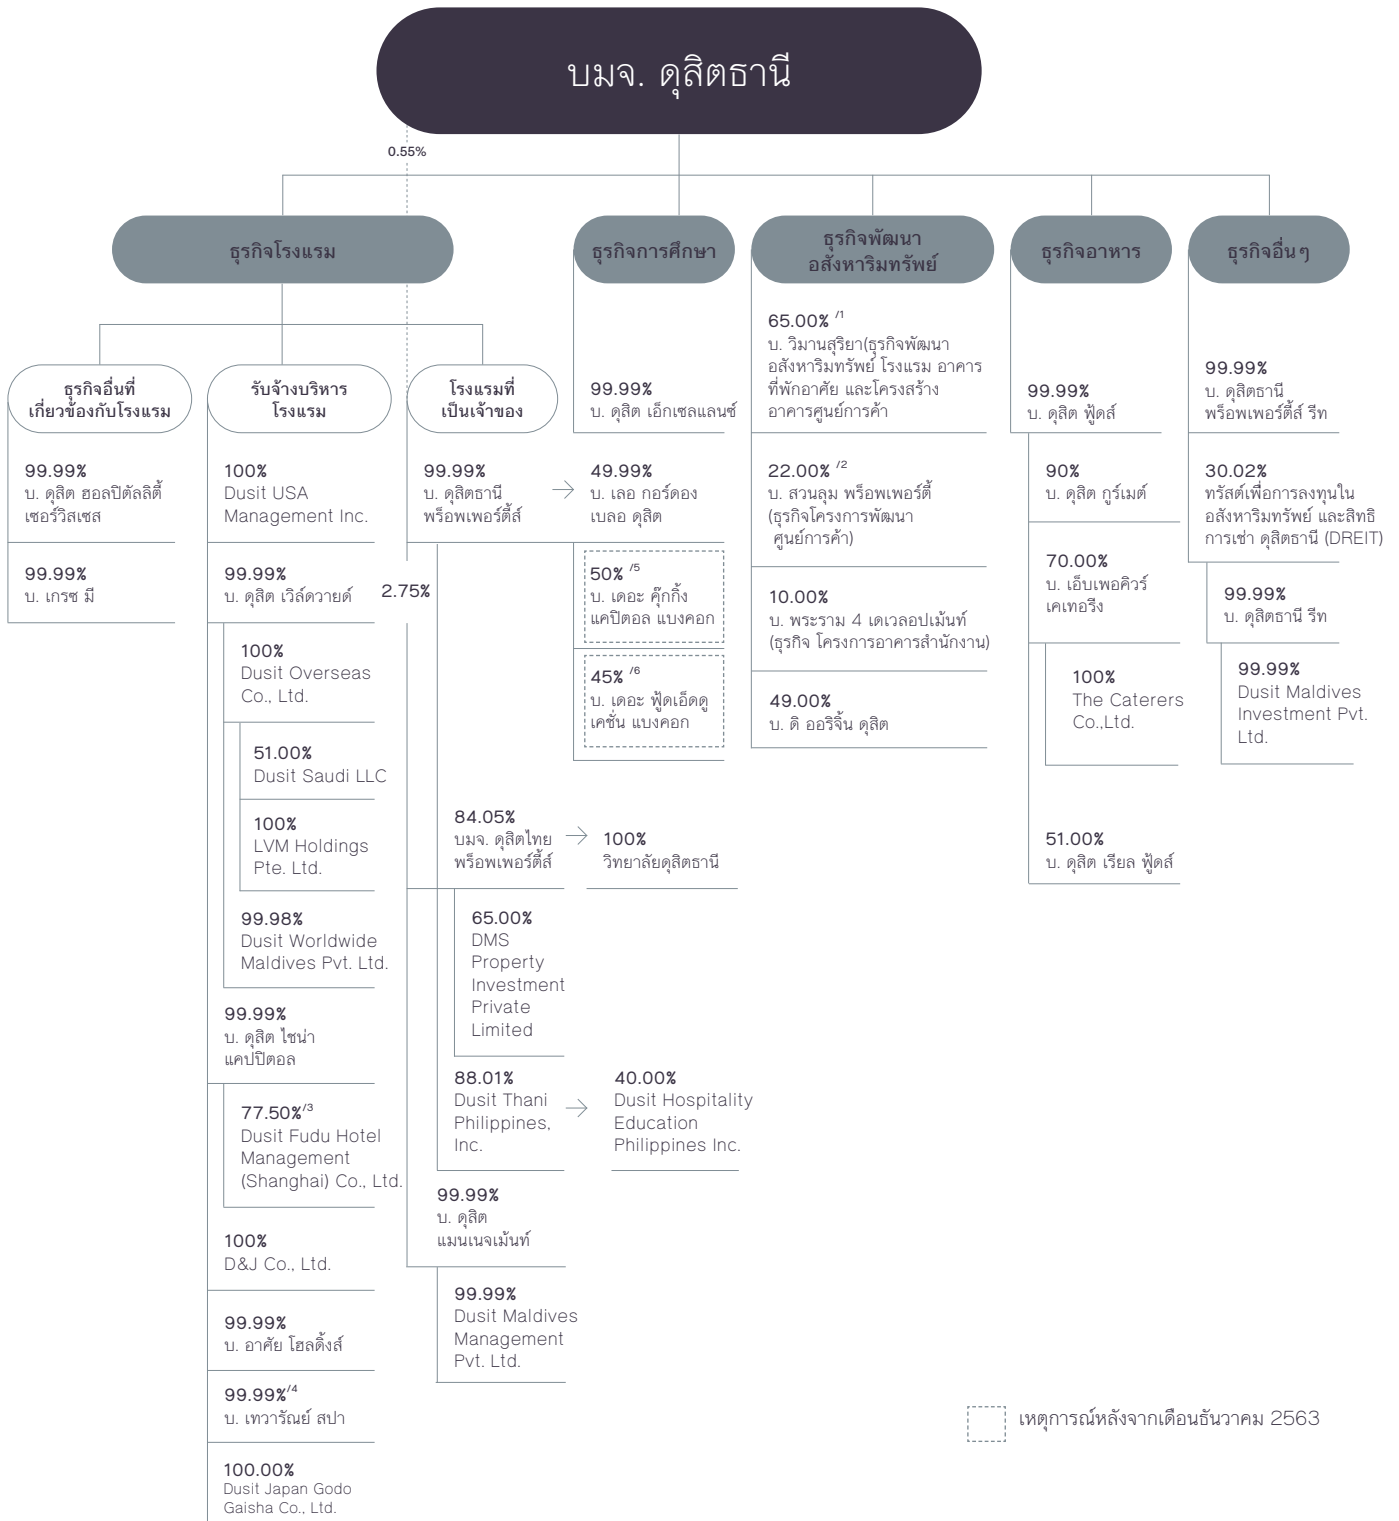 บมจ. ดุสิตธานี
0.55%
ธุรกิจโรงแรม
ธุรกิจอื่นที่
เกี่ยวข้องกับโรงแรม
99.99%
บ. ดุสิต ฮอสปิตัลลิตี้
เซอร์วิสเซส
99.99%
บ. เกรซ มี
รับจ้างบริหาร
โรงแรม
100%
Dusit USA
Management Inc.
99.99%
บ. ดุสิต เวิล์ดวายด์
100%
Dusit Overseas
Co., Ltd.
51.00%
Dusit Saudi LLC
100%
LVM Holdings
Pte. Ltd.
99.98%
Dusit Worldwide
Maldives Pvt. Ltd.
99.99%
บ. ดุสิต ไชน่า
แคปปิตอล
77.50%/3
Dusit Fudu Hotel
Management
(Shanghai) Co., Ltd.
100%
D&J Co., Ltd.
99.99%
บ. อาศัย โฮลดิ้งส์
99.99%/4
บ. เทวารัณย์ สปา
100.00%
Dusit Japan Godo
Gaisha Co., Ltd.
โรงแรมที่
เป็นเจ้าของ
99.99%
บ. ดุสิตธานี
พร็อพเพอร์ตี้ส์
2.75%
84.05%
บมจ. ดุสิตไทย
พร็อพเพอร์ตี้ส์
65.00%
DMS
Property
Investment
Private
Limited
88.01%
Dusit Thani
Philippines,
Inc.
99.99%
บ. ดุสิต
แมนเนจเม้นท์
99.99%
Dusit Maldives
Management
Pvt. Ltd.
ธุรกิจการศึกษา
99.99%
บ. ดุสิต เอ็กเซลแลนซ์
49.99%
บ. เลอ กอร์ดอง
เบลอ ดุสิต
50% /5
บ. เดอะ คุ๊กกิ้ง
แคปิตอล แบงคอก
45% /6
บ. เดอะ ฟู้ดเอ็ดดู
เคชั่น แบงคอก
100%
วิทยาลัยดุสิตธานี
40.00%
Dusit Hospitality
Education
Philippines Inc.
ธุรกิจพัฒนา
อสังหาริมทรัพย์
65.00% /1
บ. วิมานสุริยา(ธุรกิจพัฒนา
อสังหาริมทรัพย์ โรงแรม อาคาร
ที่พักอาศัย และโครงสร้าง
อาคารศูนย์การค้า
22.00% /2
บ. สวนลุม พร็อพเพอร์ตี้
(ธุรกิจโครงการพัฒนา
ศูนย์การค้า)
10.00%
บ. พระราม 4 เดเวลอปเม้นท์
(ธุรกิจ โครงการอาคารสำนักงาน)
49.00%
บ. ดิ ออริจิ้น ดุสิต
ธุรกิจอาหาร
99.99%
บ. ดุสิต ฟู้ดส์
90%
บ. ดุสิต กูร์เมต์
70.00%
บ. เอ็บเพอคิวร์
เคเทอริง
100%
The Caterers
Co.,Ltd.
51.00%
บ. ดุสิต เรียล ฟู้ดส์
ธุรกิจอื่นๆ
99.99%
บ. ดุสิตธานี
พร็อพเพอร์ตี้ส์ รีท
30.02%
ทรัสต์เพื่อการลงทุนใน
อสังหาริมทรัพย์ และสิทธิ
การเช่า ดุสิตธานี (DREIT)
99.99%
บ. ดุสิตธานี รีท
99.99%
Dusit Maldives
Investment Pvt.
Ltd.
เหตุการณ์หลังจากเดือนธันวาคม 2563